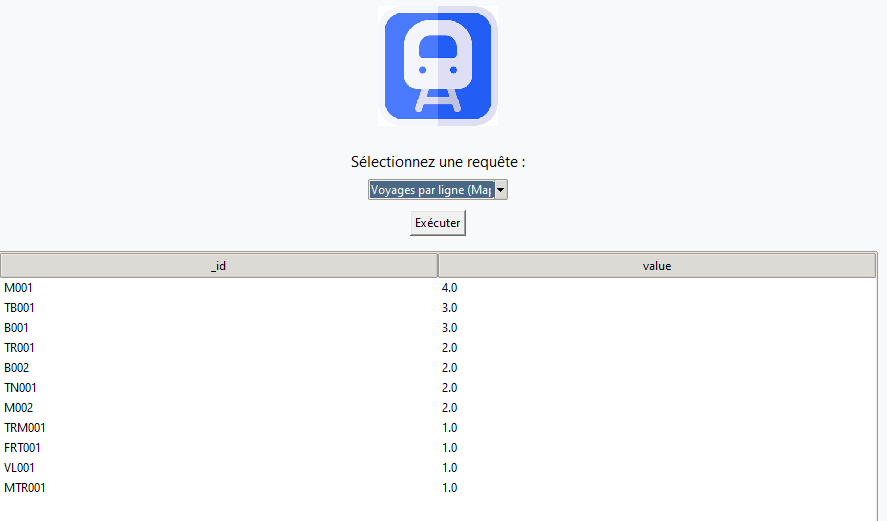 Sélectionnez une requête :
Voyages par ligne (Map
Exécuter
_id value
M001 4.0
TB001 3.0
B001 3.0
TR001 2.0
B002 2.0
TN001 2.0
M002 2.0
TRM001 1.0
FRT001 1.0
VL001 1.0
MTR001 1.0